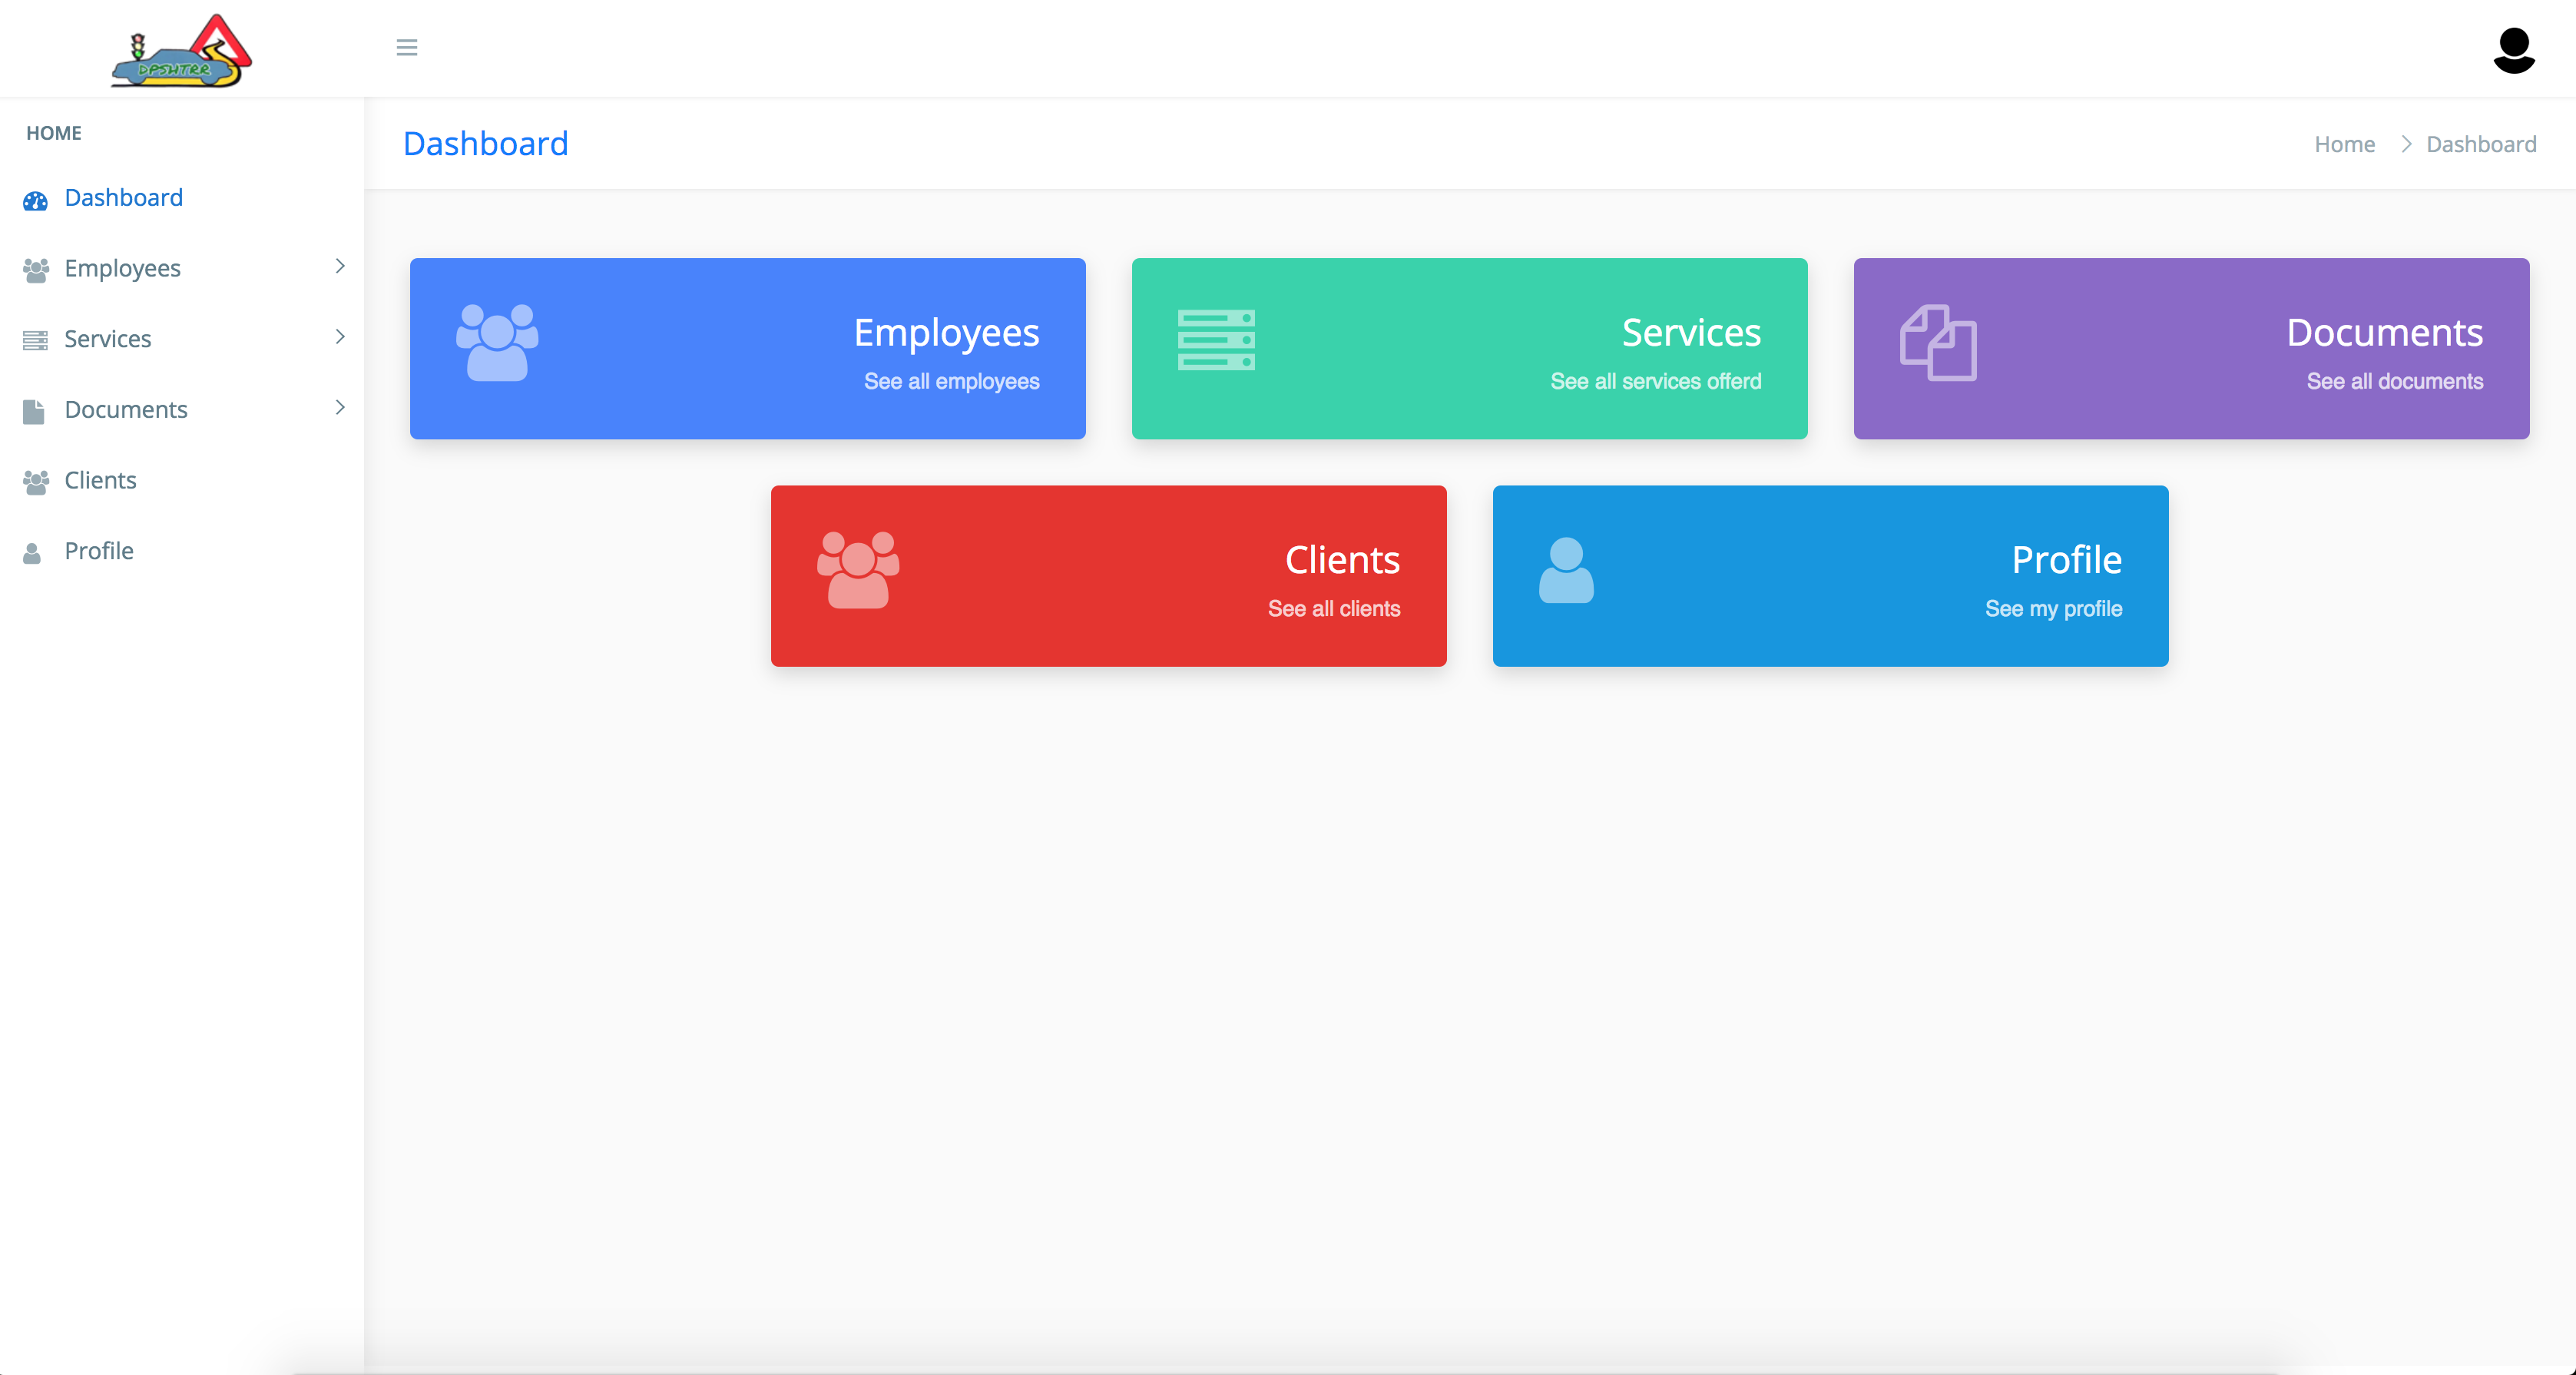 DPSHTRR
HOME
Dashboard
Employees
Services
Documents
Clients
Profile
Dashboard
Home
Dashboard
Employees
See all employees
Services
See all services offerd
Documents
See all documents
Clients
See all clients
Profile
See my profile